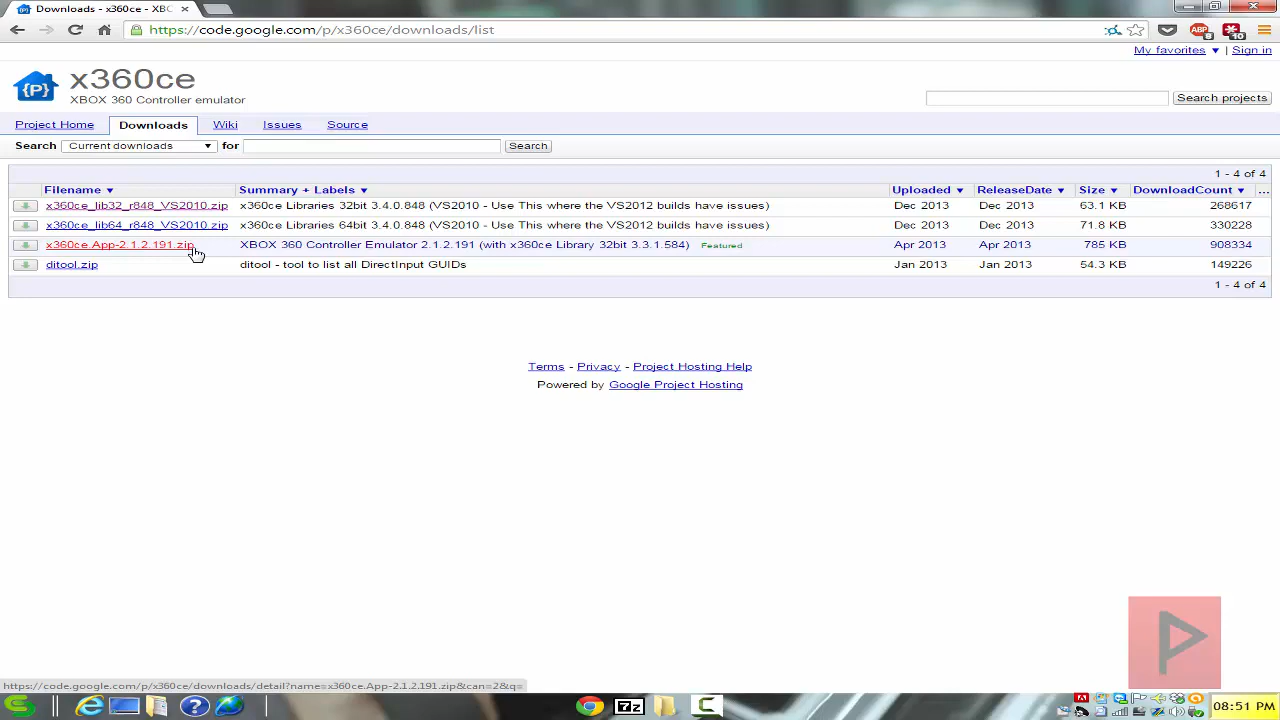 Downloads - x360ce - XBC
https://code.google.com/p/x360ce/downloads/list
My favorites ▼ | Sign in
{P}
x360ce
XBOX 360 Controller emulator
Search projects
Project Home Downloads Wiki Issues Source
Search Current downloads for Search
1 - 4 of 4
Filename ▼ Summary + Labels ▼ Uploaded ▼ ReleaseDate ▼ Size ▼ DownloadCount ▼ ...
x360ce_lib32_r848_VS2010.zip x360ce Libraries 32bit 3.4.0.848 (VS2010 - Use This where the VS2012 builds have issues) Dec 2013 Dec 2013 63.1 KB 268617
x360ce_lib64_r848_VS2010.zip x360ce Libraries 64bit 3.4.0.848 (VS2010 - Use This where the VS2012 builds have issues) Dec 2013 Dec 2013 71.8 KB 330228
x360ce.App-2.1.2.191.zip XBOX 360 Controller Emulator 2.1.2.191 (with x360ce Library 32bit 3.3.1.584) Featured Apr 2013 Apr 2013 785 KB 908334
ditool.zip ditool - tool to list all DirectInput GUIDs Jan 2013 Jan 2013 54.3 KB 149226
1 - 4 of 4
Terms - Privacy - Project Hosting Help
Powered by Google Project Hosting
https://code.google.com/p/x360ce/downloads/detail?name=x360ce.App-2.1.2.191.zip&can=2&q=
7z
08:51 PM